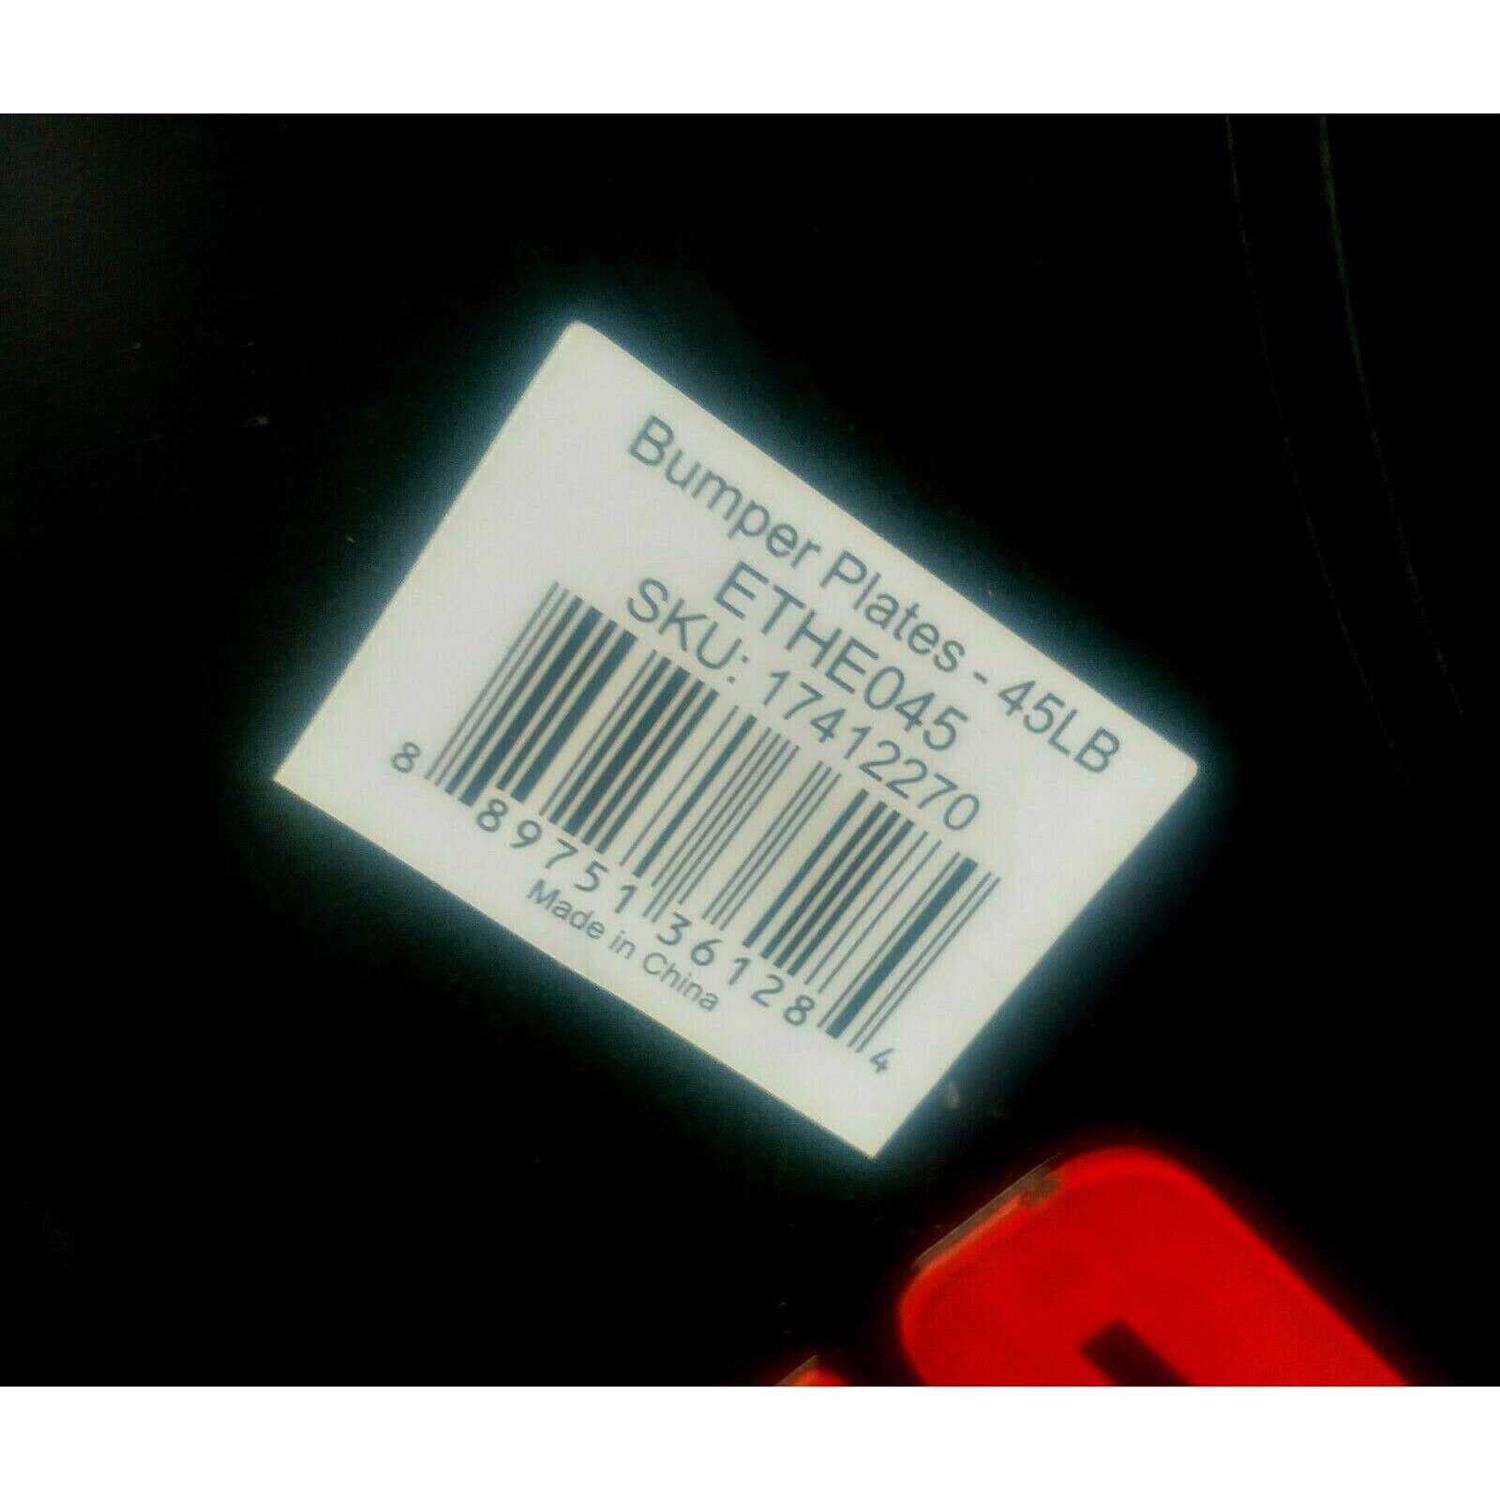 Bumper Plates - 45LB
ETHE045
SKU: 17412270
8 89751 36128 4
Made in China